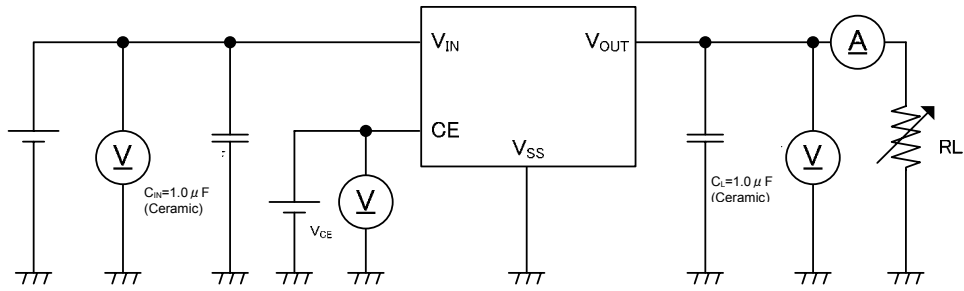 VIN
VOUT
A
CE
V
CIN=1.0μF
(Ceramic)
VSS
V
VCE
CL=1.0μF
(Ceramic)
V
RL